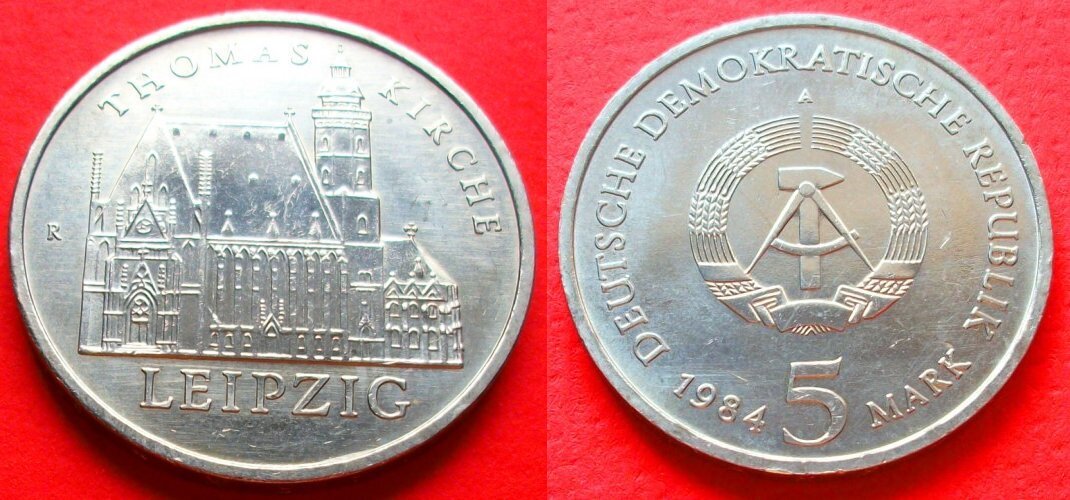 THOMAS KIRCHE
R
LEIPZIG
DEUTSCHE DEMOKRATISCHE REPUBLIK
A
1984 5 MARK